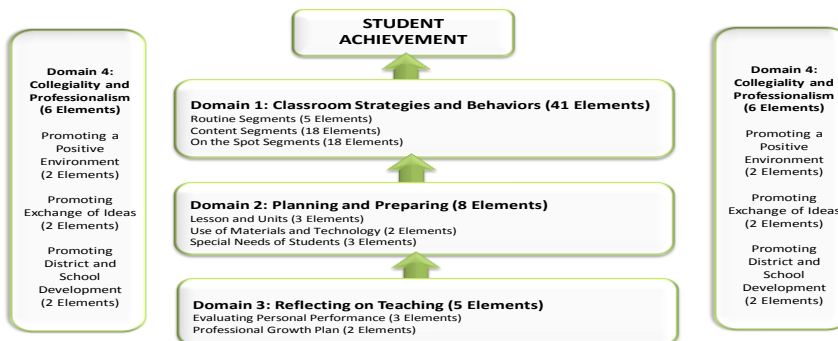 STUDENT
ACHIEVEMENT
Domain 4:
Collegiality and
Professionalism
(6 Elements)
Promoting a
Positive
Environment
(2 Elements)
Promoting
Exchange of Ideas
(2 Elements)
Promoting
District and
School
Development
(2 Elements)
Domain 1: Classroom Strategies and Behaviors (41 Elements)
Routine Segments (5 Elements)
Content Segments (18 Elements)
On the Spot Segments (18 Elements)
Domain 2: Planning and Preparing (8 Elements)
Lesson and Units (3 Elements)
Use of Materials and Technology (2 Elements)
Special Needs of Students (3 Elements)
Domain 3: Reflecting on Teaching (5 Elements)
Evaluating Personal Performance (3 Elements)
Professional Growth Plan (2 Elements)
Domain 4:
Collegiality and
Professionalism
(6 Elements)
Promoting a
Positive
Environment
(2 Elements)
Promoting
Exchange of Ideas
(2 Elements)
Promoting
District and
School
Development
(2 Elements)